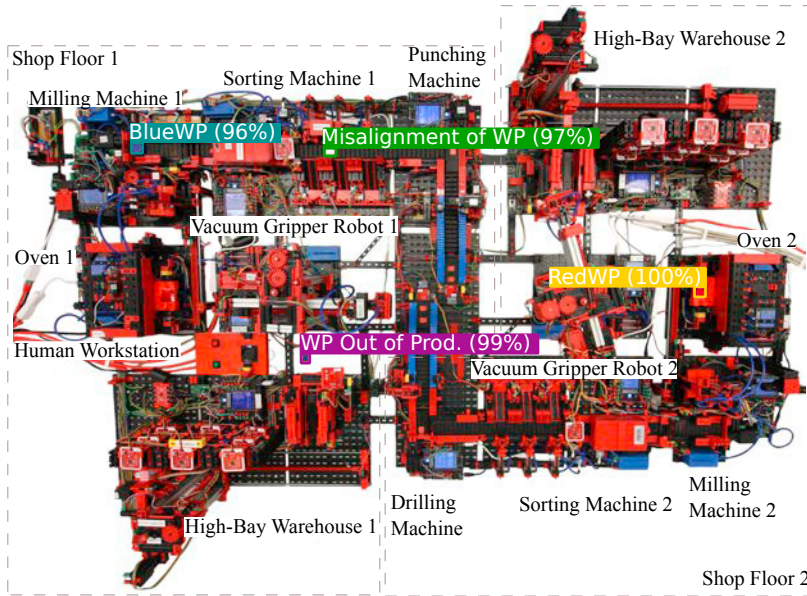 High-Bay Warehouse 2
Shop Floor 1
Sorting Machine 1
Punching
Machine
Milling Machine 1
BlueWP (96%)
Misalignment of WP (97%)
Vacuum Gripper Robot 1
Oven 1
Oven 2
RedWP (100%)
Human Workstation
WP Out of Prod. (99%)
Vacuum Gripper Robot 2
High-Bay Warehouse 1
Drilling
Machine
Sorting Machine 2
Milling
Machine 2
Shop Floor 2